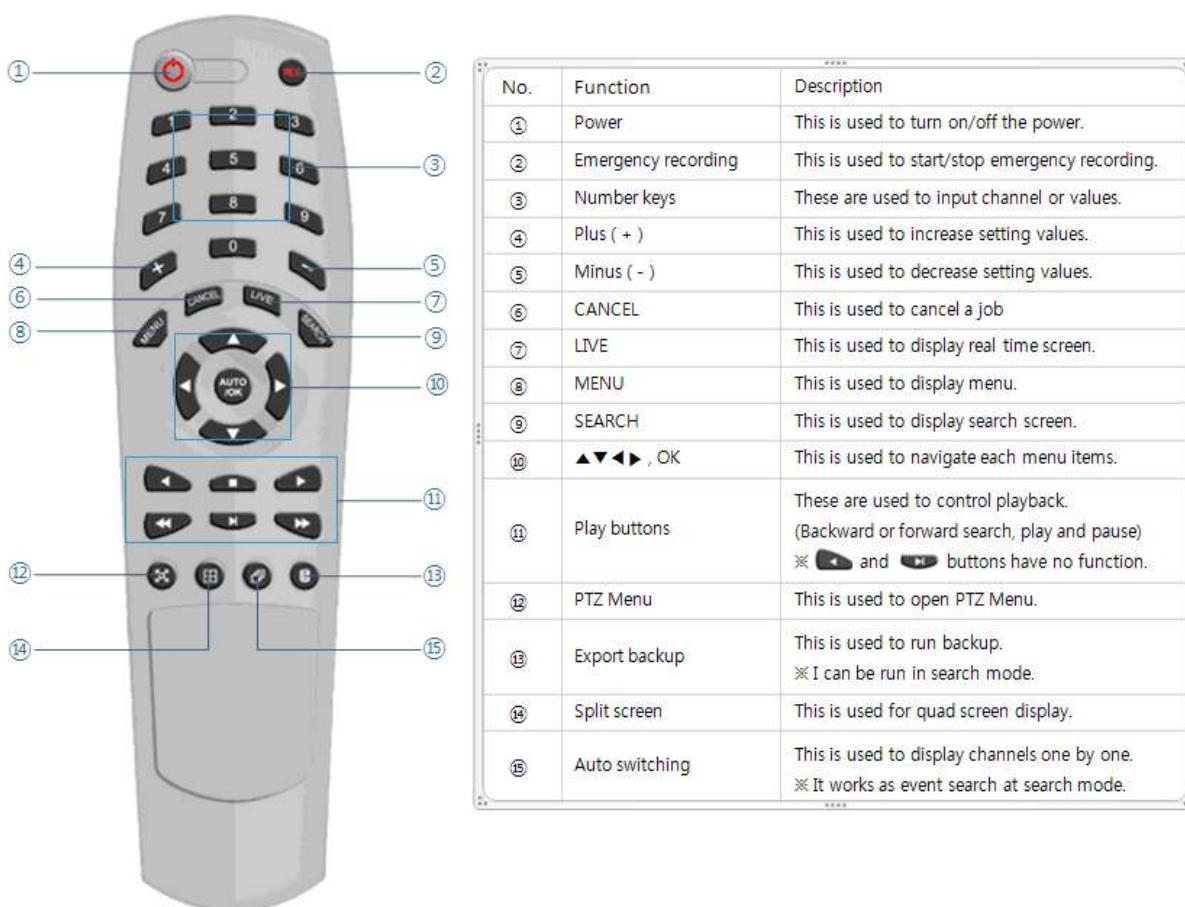 ① ②
REC
1 2 3
4 5 6 ③
7 8 9
0
④ + - ⑤
⑥ CANCEL LIVE ⑦
⑧ MENU SEARCH ⑨
AUTO /OK ⑩
⑪
⑫ ⑬
⑭ ⑮
No. Function Description
① Power This is used to turn on/off the power.
② Emergency recording This is used to start/stop emergency recording.
③ Number keys These are used to input channel or values.
④ Plus ( + ) This is used to increase setting values.
⑤ Minus ( - ) This is used to decrease setting values.
⑥ CANCEL This is used to cancel a job
⑦ LIVE This is used to display real time screen.
⑧ MENU This is used to display menu.
⑨ SEARCH This is used to display search screen.
⑩ ▲▼◀▶ , OK This is used to navigate each menu items.
⑪ Play buttons These are used to control playback.
(Backward or forward search, play and pause)
※ and buttons have no function.
⑫ PTZ Menu This is used to open PTZ Menu.
⑬ Export backup This is used to run backup.
※ I can be run in search mode.
⑭ Split screen This is used for quad screen display.
⑮ Auto switching This is used to display channels one by one.
※ It works as event search at search mode.